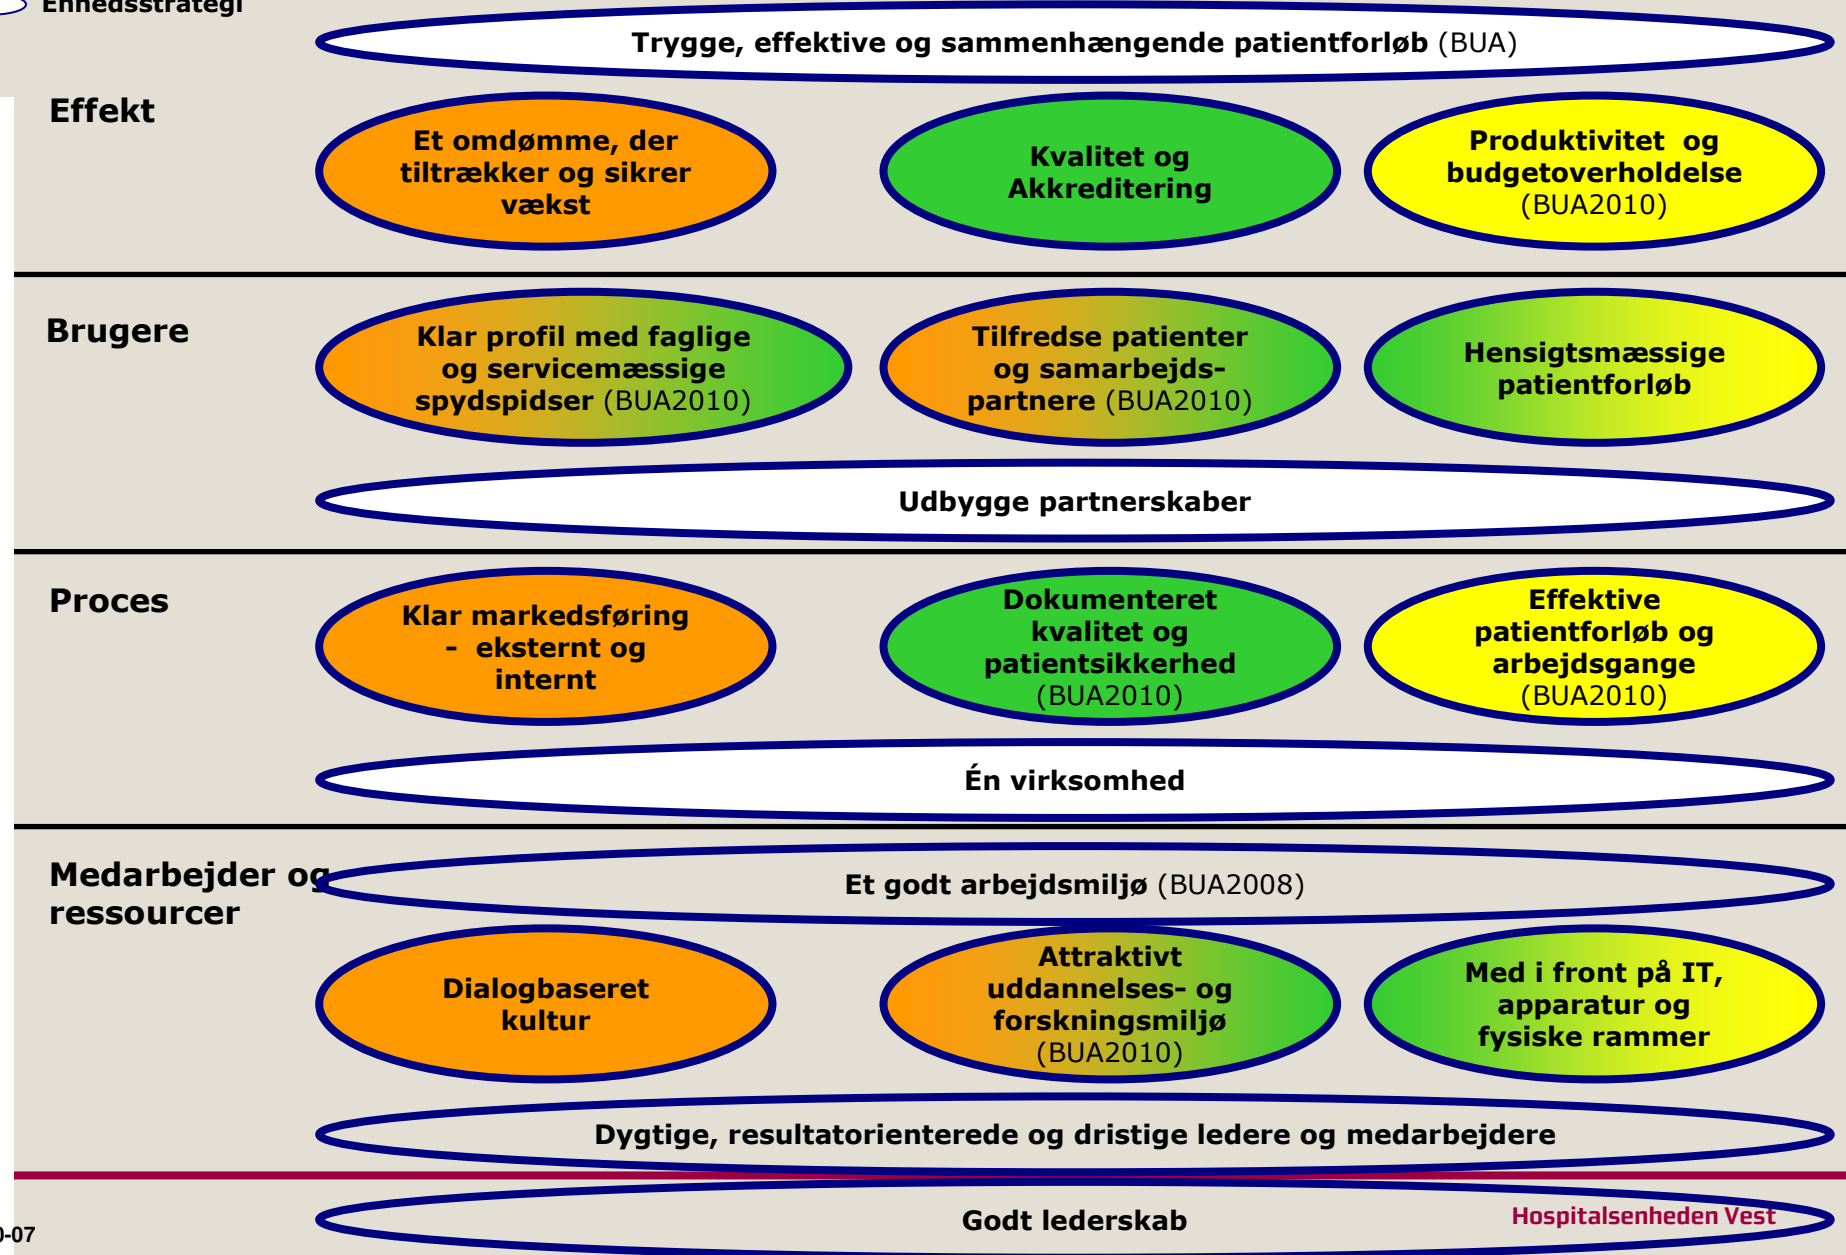 Enhedsstrategi
Trygge, effektive og sammenhængende patientforløb (BUA)
Effekt
Et omdømme, der
tiltrækker og sikrer
vækst
Kvalitet og
Akkreditering
Produktivitet og
budgetoverholdelse
(BUA2010)
Brugere
Klar profil med faglige
og servicemæssige
spydspidser (BUA2010)
Tilfredse patienter
og samarbejds-
partnere (BUA2010)
Hensigtsmæssige
patientforløb
Udbygge partnerskaber
Proces
Klar markedsføring
- eksternt og
internt
Dokumenteret
kvalitet og
patientsikkerhed
(BUA2010)
Effektive
patientforløb og
arbejdsgange
(BUA2010)
Én virksomhed
Medarbejder og
ressourcer
Et godt arbejdsmiljø (BUA2008)
Dialogbaseret
kultur
Attraktivt
uddannelses- og
forskningsmiljø
(BUA2010)
Med i front på IT,
apparatur og
fysiske rammer
Dygtige, resultatorienterede og dristige ledere og medarbejdere
Godt lederskab
Hospitalsenheden Vest
-07